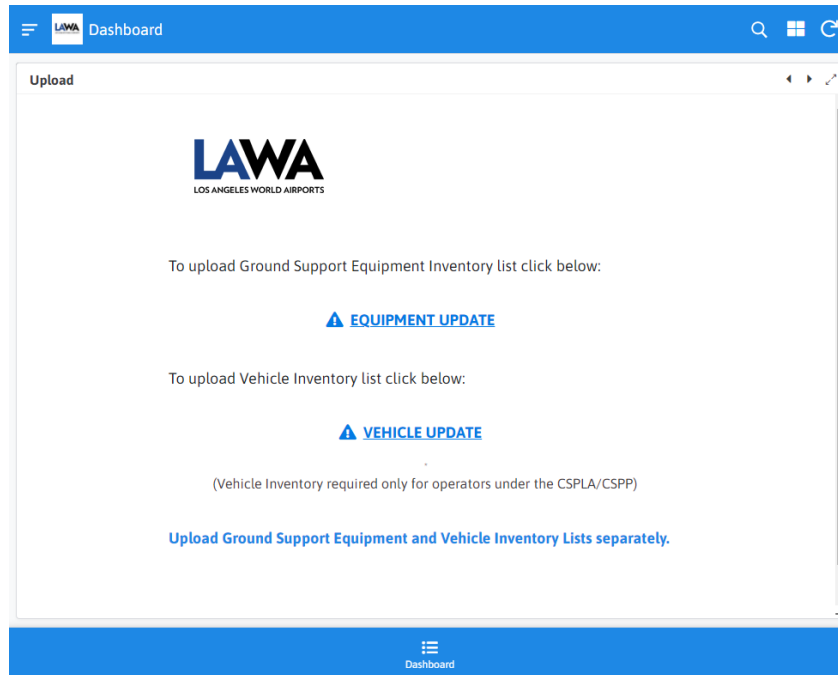 LAWA Dashboard
Upload
LAWA
LOS ANGELES WORLD AIRPORTS
To upload Ground Support Equipment Inventory list click below:
EQUIPMENT UPDATE
To upload Vehicle Inventory list click below:
VEHICLE UPDATE
(Vehicle Inventory required only for operators under the CSPLA/CSPP)
Upload Ground Support Equipment and Vehicle Inventory Lists separately.
Dashboard